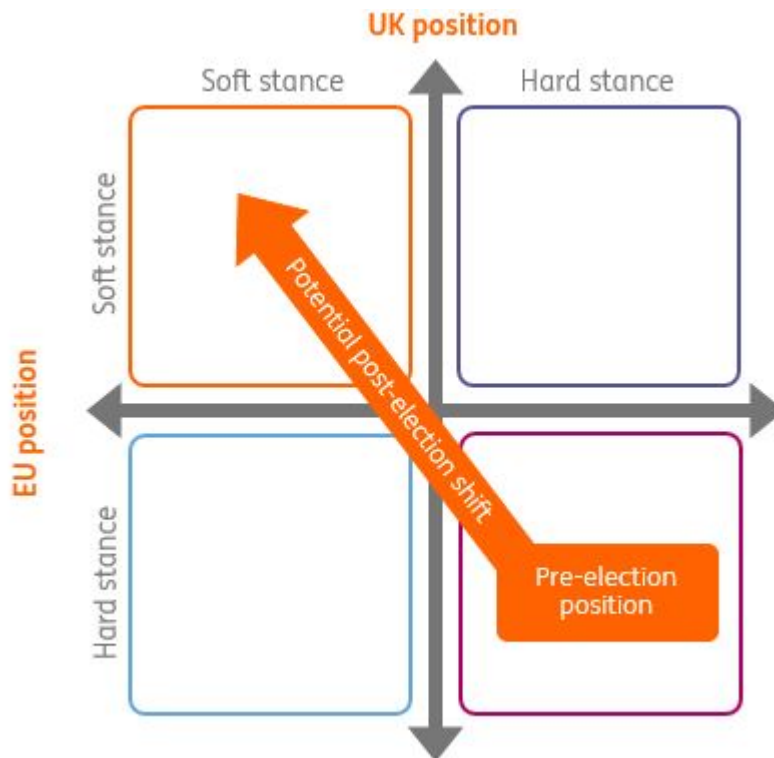 UK position
Soft stance
Hard stance
Soft stance
EU position
Hard stance
Potential post-election shift
Pre-election
position